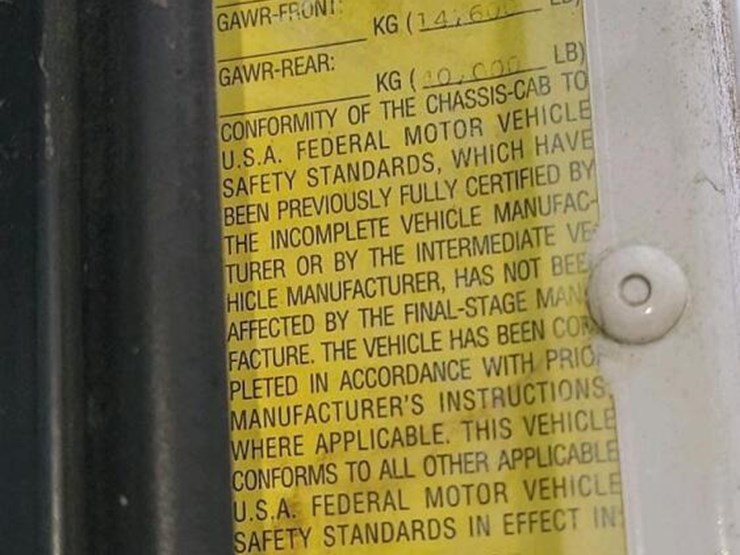 GAWR-FRONT:
KG (14,600 LB)
GAWR-REAR:
KG ( LB)
CONFORMITY OF THE CHASSIS-CAB TO
U.S.A. FEDERAL MOTOR VEHICLE
SAFETY STANDARDS, WHICH HAVE
BEEN PREVIOUSLY FULLY CERTIFIED BY
THE INCOMPLETE VEHICLE MANUFAC-
TURER OR BY THE INTERMEDIATE VE-
HICLE MANUFACTURER, HAS NOT BEE
AFFECTED BY THE FINAL-STAGE MAN
FACTURE. THE VEHICLE HAS BEEN COM
PLETED IN ACCORDANCE WITH PRIOR
MANUFACTURER'S INSTRUCTIONS,
WHERE APPLICABLE. THIS VEHICLE
CONFORMS TO ALL OTHER APPLICABLE
U.S.A. FEDERAL MOTOR VEHICLE
SAFETY STANDARDS IN EFFECT IN